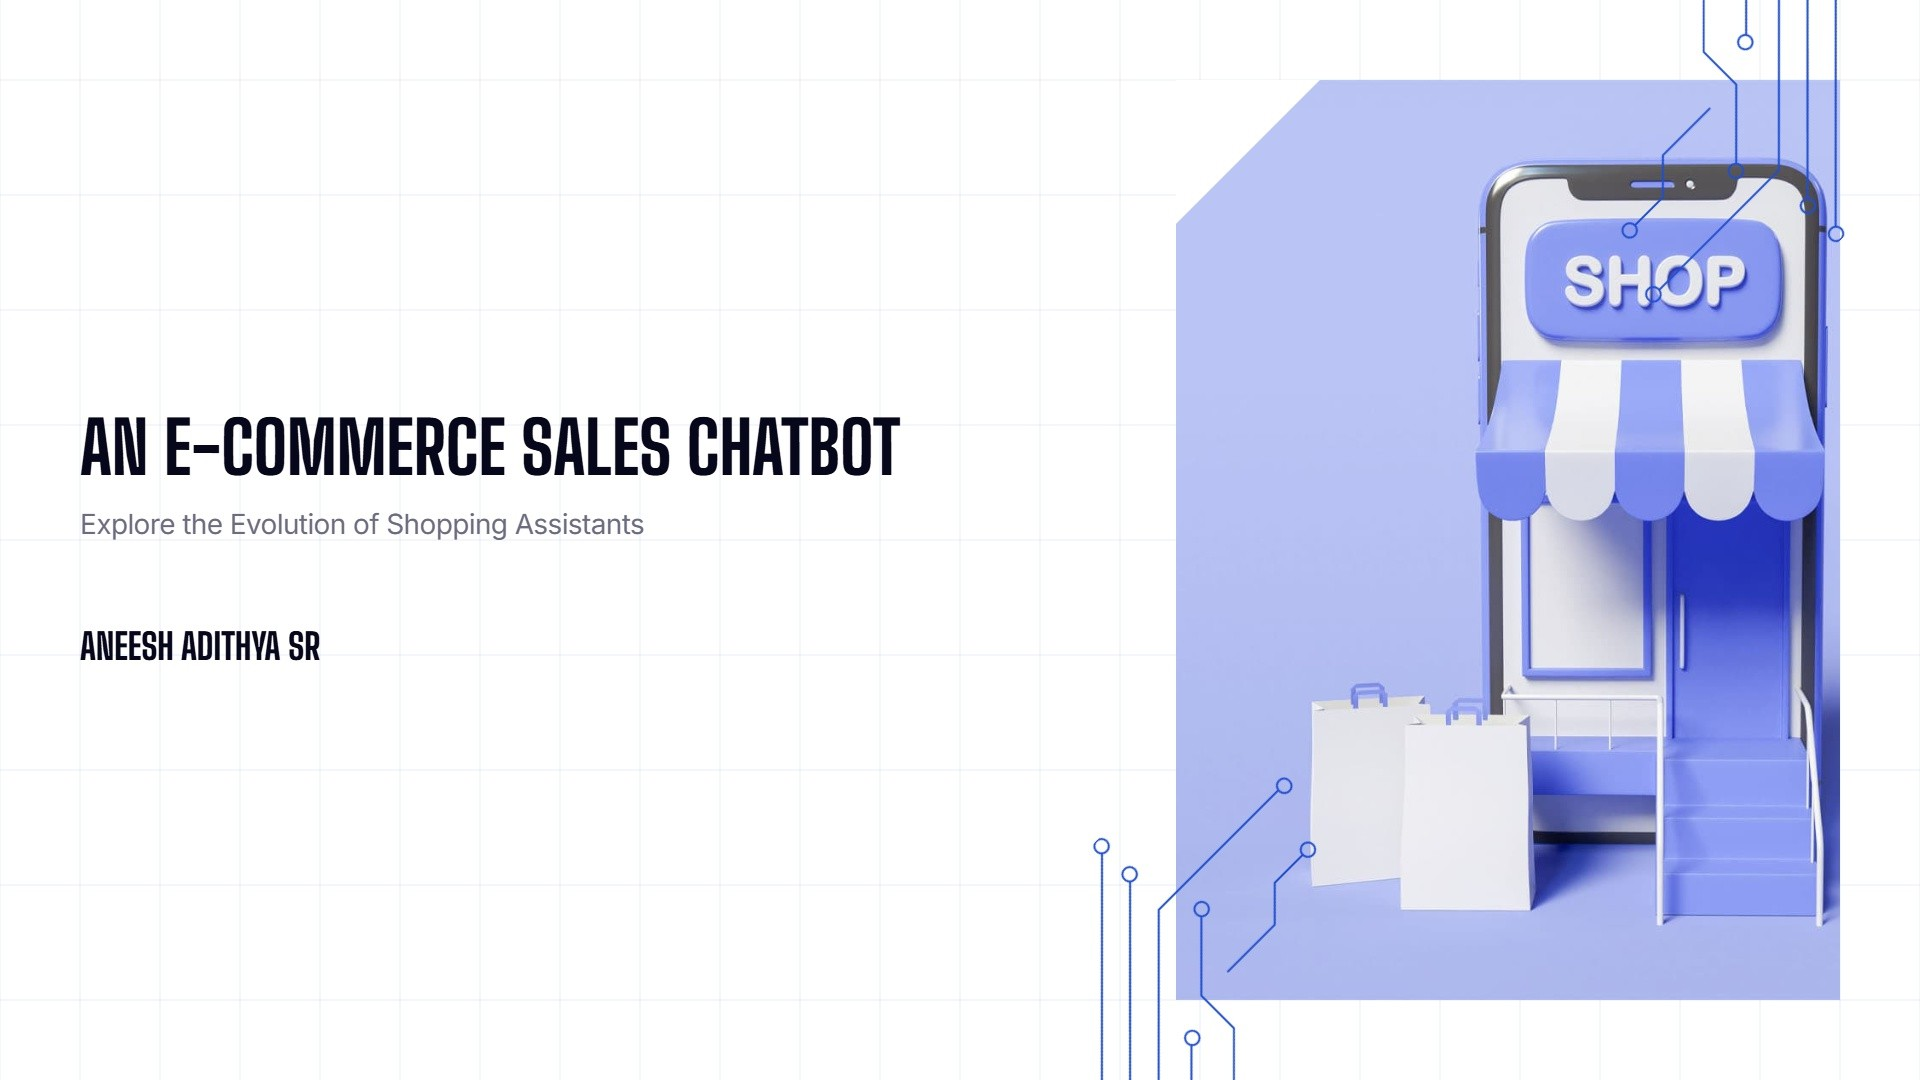 AN E-COMMERCE SALES CHATBOT
Explore the Evolution of Shopping Assistants
ANEESH ADITHYA SR
SHOP